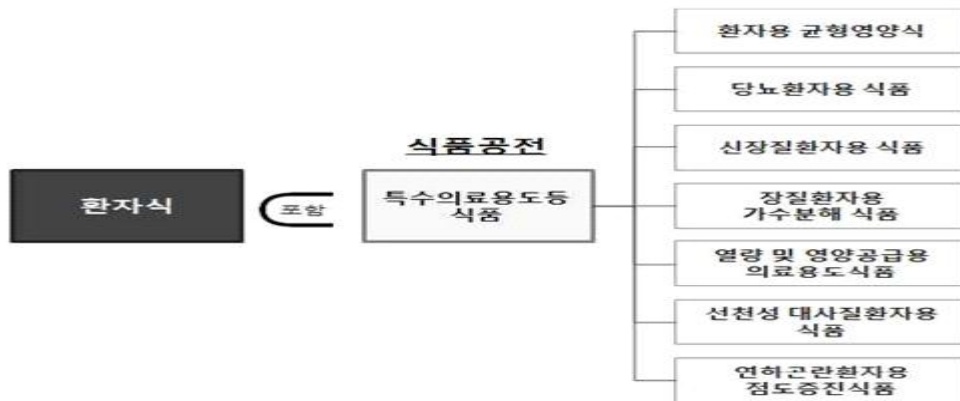 환자식
포함
식품공전
특수의료용도등
식품
환자용 균형영양식
당뇨환자용 식품
신장질환자용 식품
장질환자용
가수분해 식품
열량 및 영양공급용
의료용도식품
선천성 대사질환자용
식품
연하곤란환자용
점도증진식품